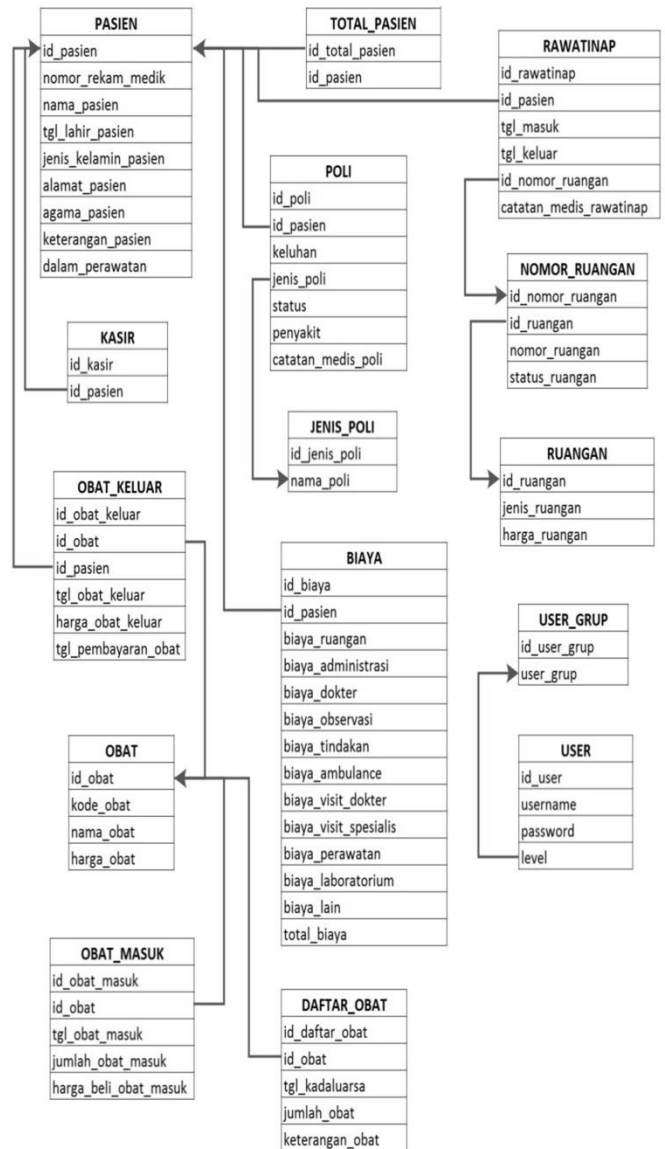 PASIEN
id_pasien
nomor_rekam_medik
nama_pasien
tgl_lahir_pasien
jenis_kelamin_pasien
alamat_pasien
agama_pasien
keterangan_pasien
dalam_perawatan
TOTAL_PASIEN
id_total_pasien
id_pasien
RAWATINAP
id_rawatinap
id_pasien
tgl_masuk
tgl_keluar
id_nomor_ruangan
catatan_medis_rawatinap
POLI
id_poli
id_pasien
keluhan
jenis_poli
status
penyakit
catatan_medis_poli
NOMOR_RUANGAN
id_nomor_ruangan
id_ruangan
nomor_ruangan
status_ruangan
KASIR
id_kasir
id_pasien
JENIS_POLI
id_jenis_poli
nama_poli
RUANGAN
id_ruangan
jenis_ruangan
harga_ruangan
OBAT_KELUAR
id_obat_keluar
id_obat
id_pasien
tgl_obat_keluar
harga_obat_keluar
tgl_pembayaran_obat
BIAYA
id_biaya
id_pasien
biaya_ruangan
biaya_administrasi
biaya_dokter
biaya_observasi
biaya_tindakan
biaya_ambulance
biaya_visit_dokter
biaya_visit_spesialis
biaya_perawatan
biaya_laboratorium
biaya_lain
total_biaya
USER_GRUP
id_user_grup
user_grup
OBAT
id_obat
kode_obat
nama_obat
harga_obat
USER
id_user
username
password
level
OBAT_MASUK
id_obat_masuk
id_obat
tgl_obat_masuk
jumlah_obat_masuk
harga_beli_obat_masuk
DAFTAR_OBAT
id_daftar_obat
id_obat
tgl_kadaluarsa
jumlah_obat
keterangan_obat